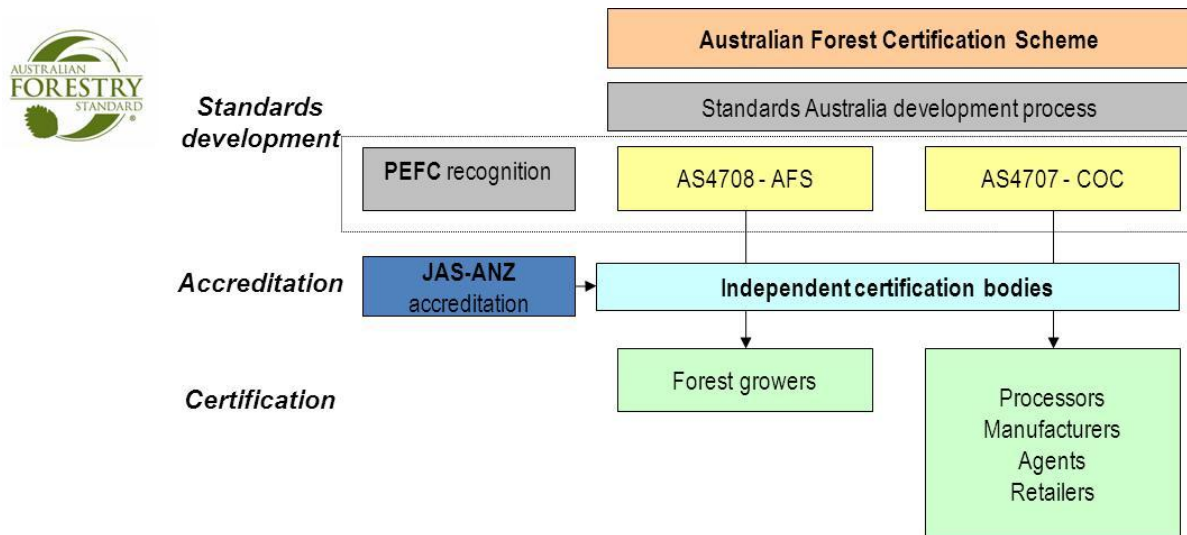 AUSTRALIAN
FORESTRY
STANDARD
®
Australian Forest Certification Scheme
Standards
development
Standards Australia development process
PEFC recognition
AS4708 - AFS
AS4707 - COC
Accreditation
JAS-ANZ
accreditation
Independent certification bodies
Certification
Forest growers
Processors
Manufacturers
Agents
Retailers